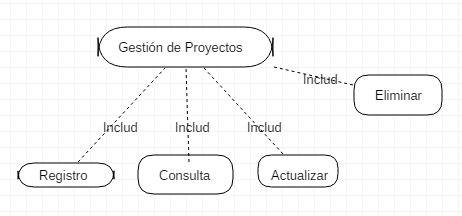 Gestión de Proyectos
Includ
Eliminar
Includ
Includ
Includ
Registro
Consulta
Actualizar